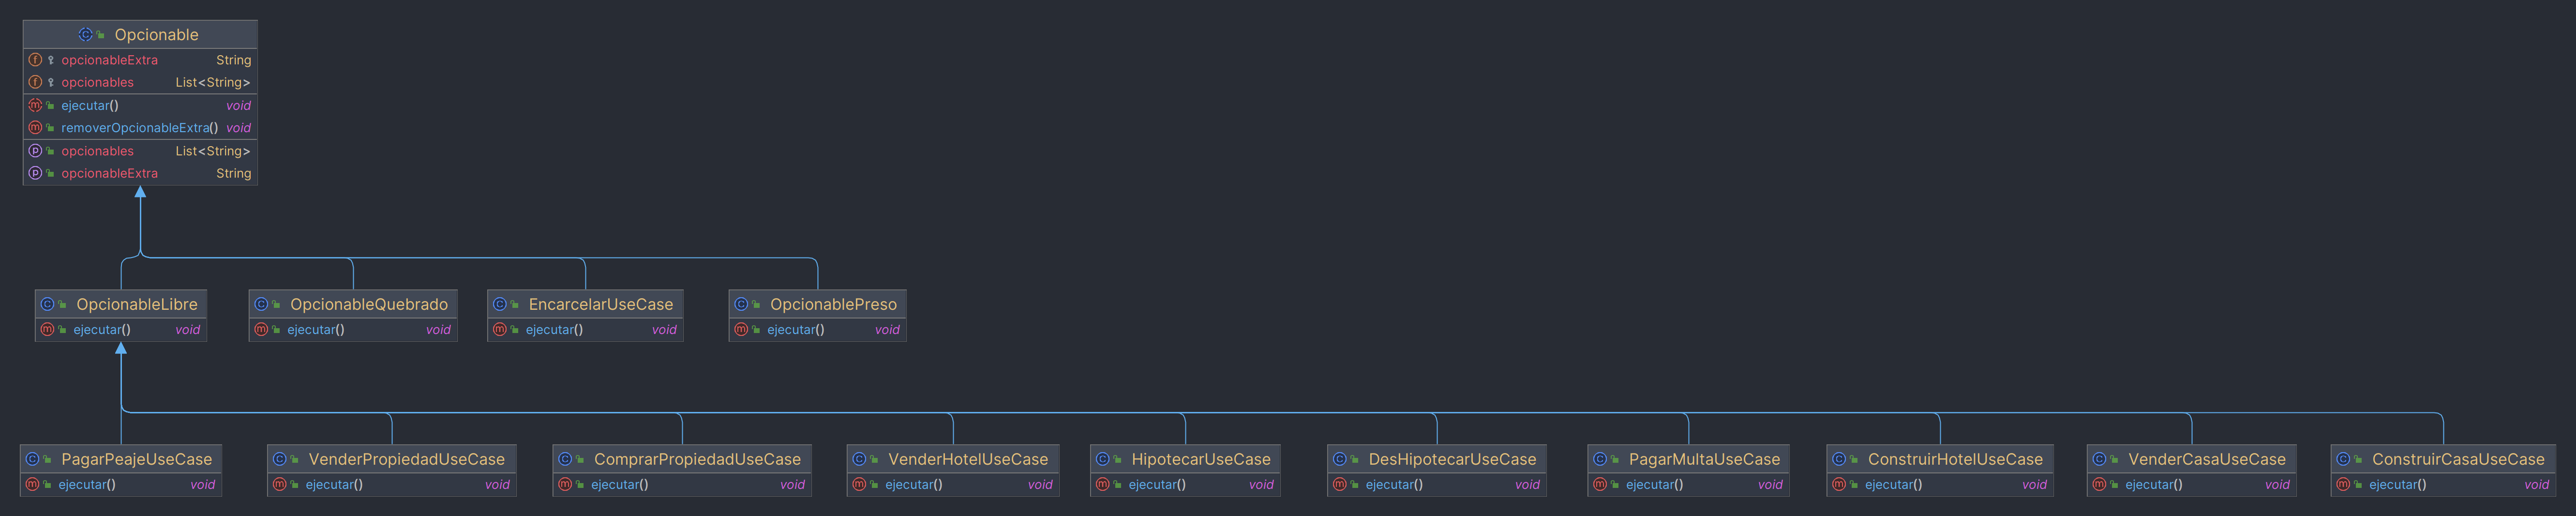 Opcionable
opcionableExtra String
opcionables List<String>
ejecutar() void
removerOpcionableExtra() void
opcionables List<String>
opcionableExtra String
OpcionableLibre
ejecutar() void
OpcionableQuebrado
ejecutar() void
EncarcelarUseCase
ejecutar() void
OpcionablePreso
ejecutar() void
PagarPeajeUseCase
ejecutar() void
VenderPropiedadUseCase
ejecutar() void
ComprarPropiedadUseCase
ejecutar() void
VenderHotelUseCase
ejecutar() void
HipotecarUseCase
ejecutar() void
DesHipotecarUseCase
ejecutar() void
PagarMultaUseCase
ejecutar() void
ConstruirHotelUseCase
ejecutar() void
VenderCasaUseCase
ejecutar() void
ConstruirCasaUseCase
ejecutar() void